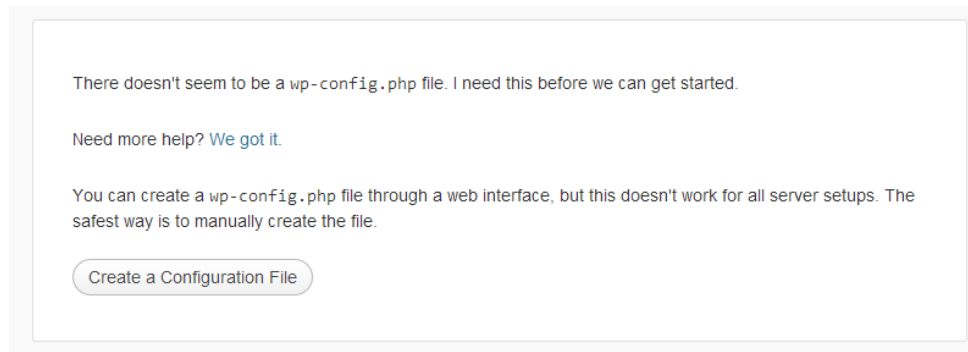 There doesn't seem to be a wp-config.php file. I need this before we can get started.
Need more help? We got it.
You can create a wp-config.php file through a web interface, but this doesn't work for all server setups. The
safest way is to manually create the file.
Create a Configuration File